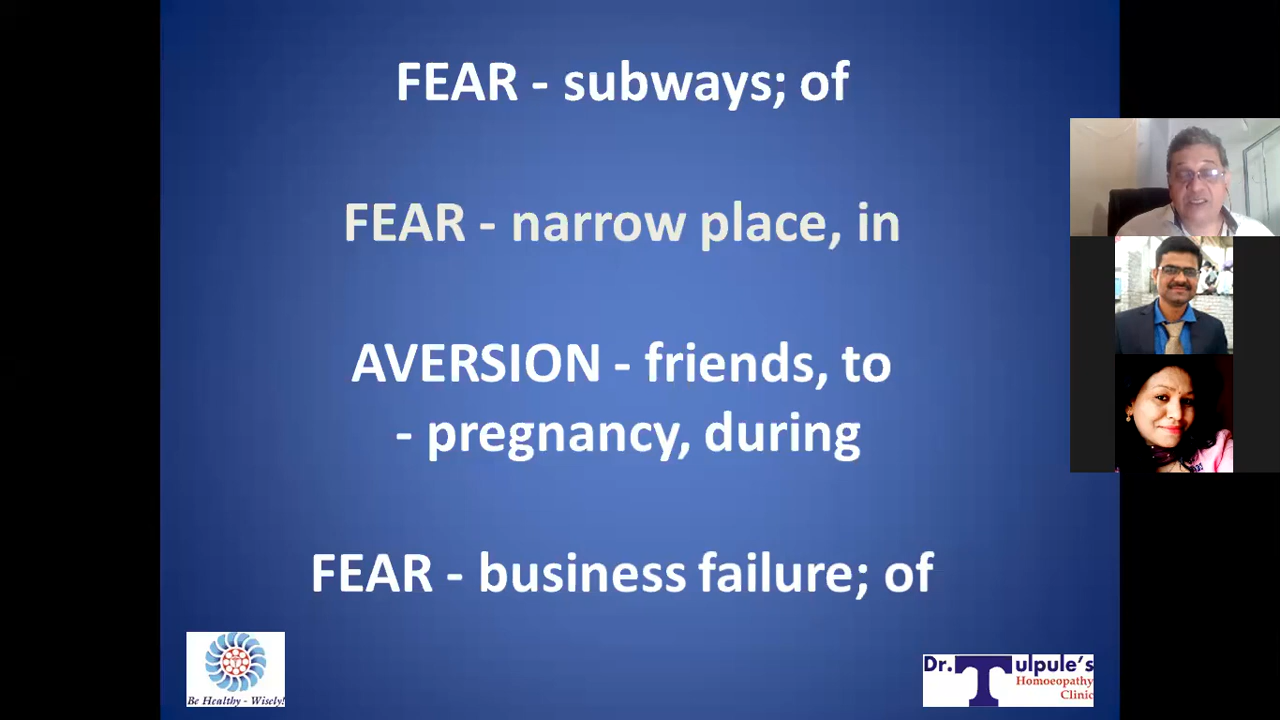 FEAR - subways; of
FEAR - narrow place, in
AVERSION - friends, to
- pregnancy, during
FEAR - business failure; of
Be Healthy - Wisely!
Dr. Tulpule's
Homoeopathy
Clinic